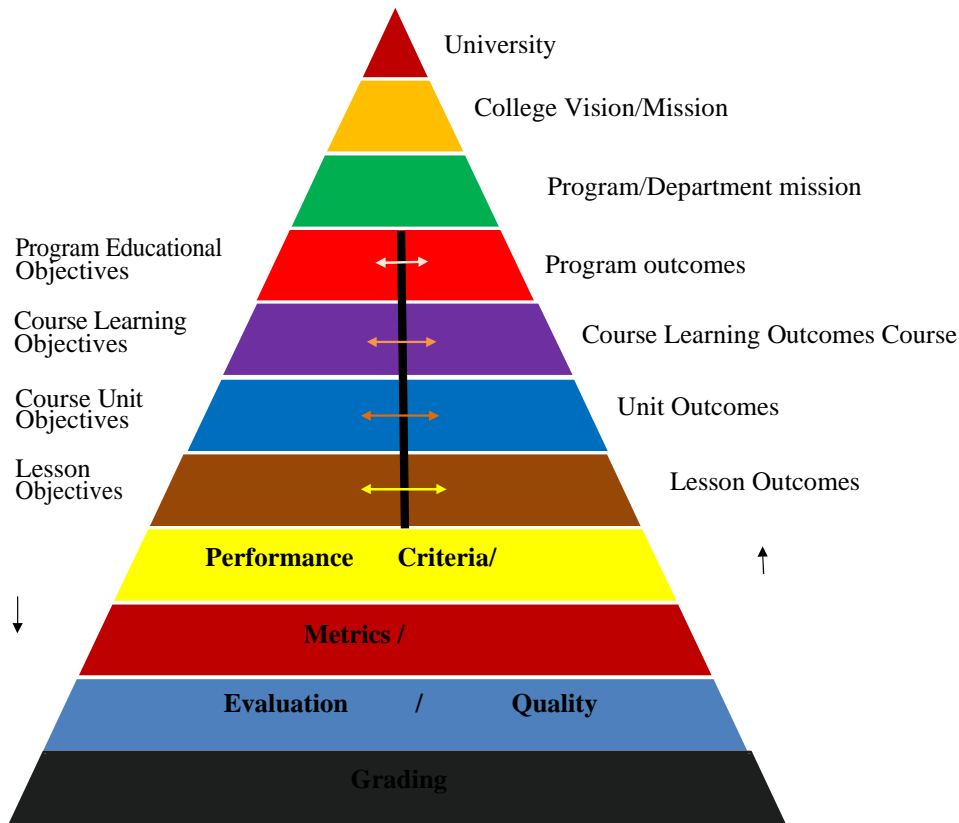 University
College Vision/Mission
Program/Department mission
Program Educational
Objectives
Program outcomes
Course Learning
Objectives
Course Learning Outcomes Course
Course Unit
Objectives
Unit Outcomes
Lesson
Objectives
Lesson Outcomes
Performance Criteria/
Metrics /
Evaluation / Quality
Grading